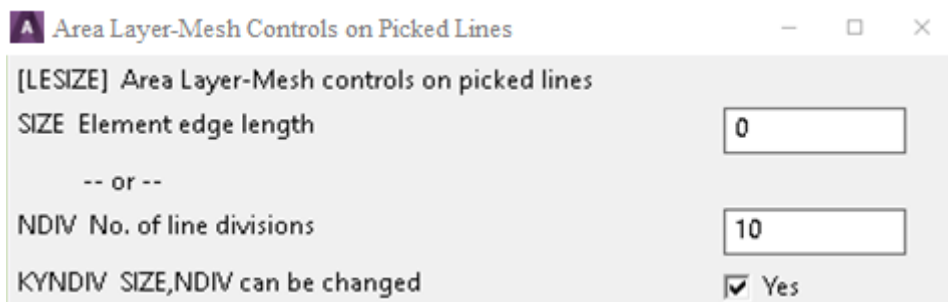 Area Layer-Mesh Controls on Picked Lines
[LESIZE] Area Layer-Mesh controls on picked lines
SIZE Element edge length 0
-- or --
NDIV No. of line divisions 10
KYNDIV SIZE,NDIV can be changed Yes